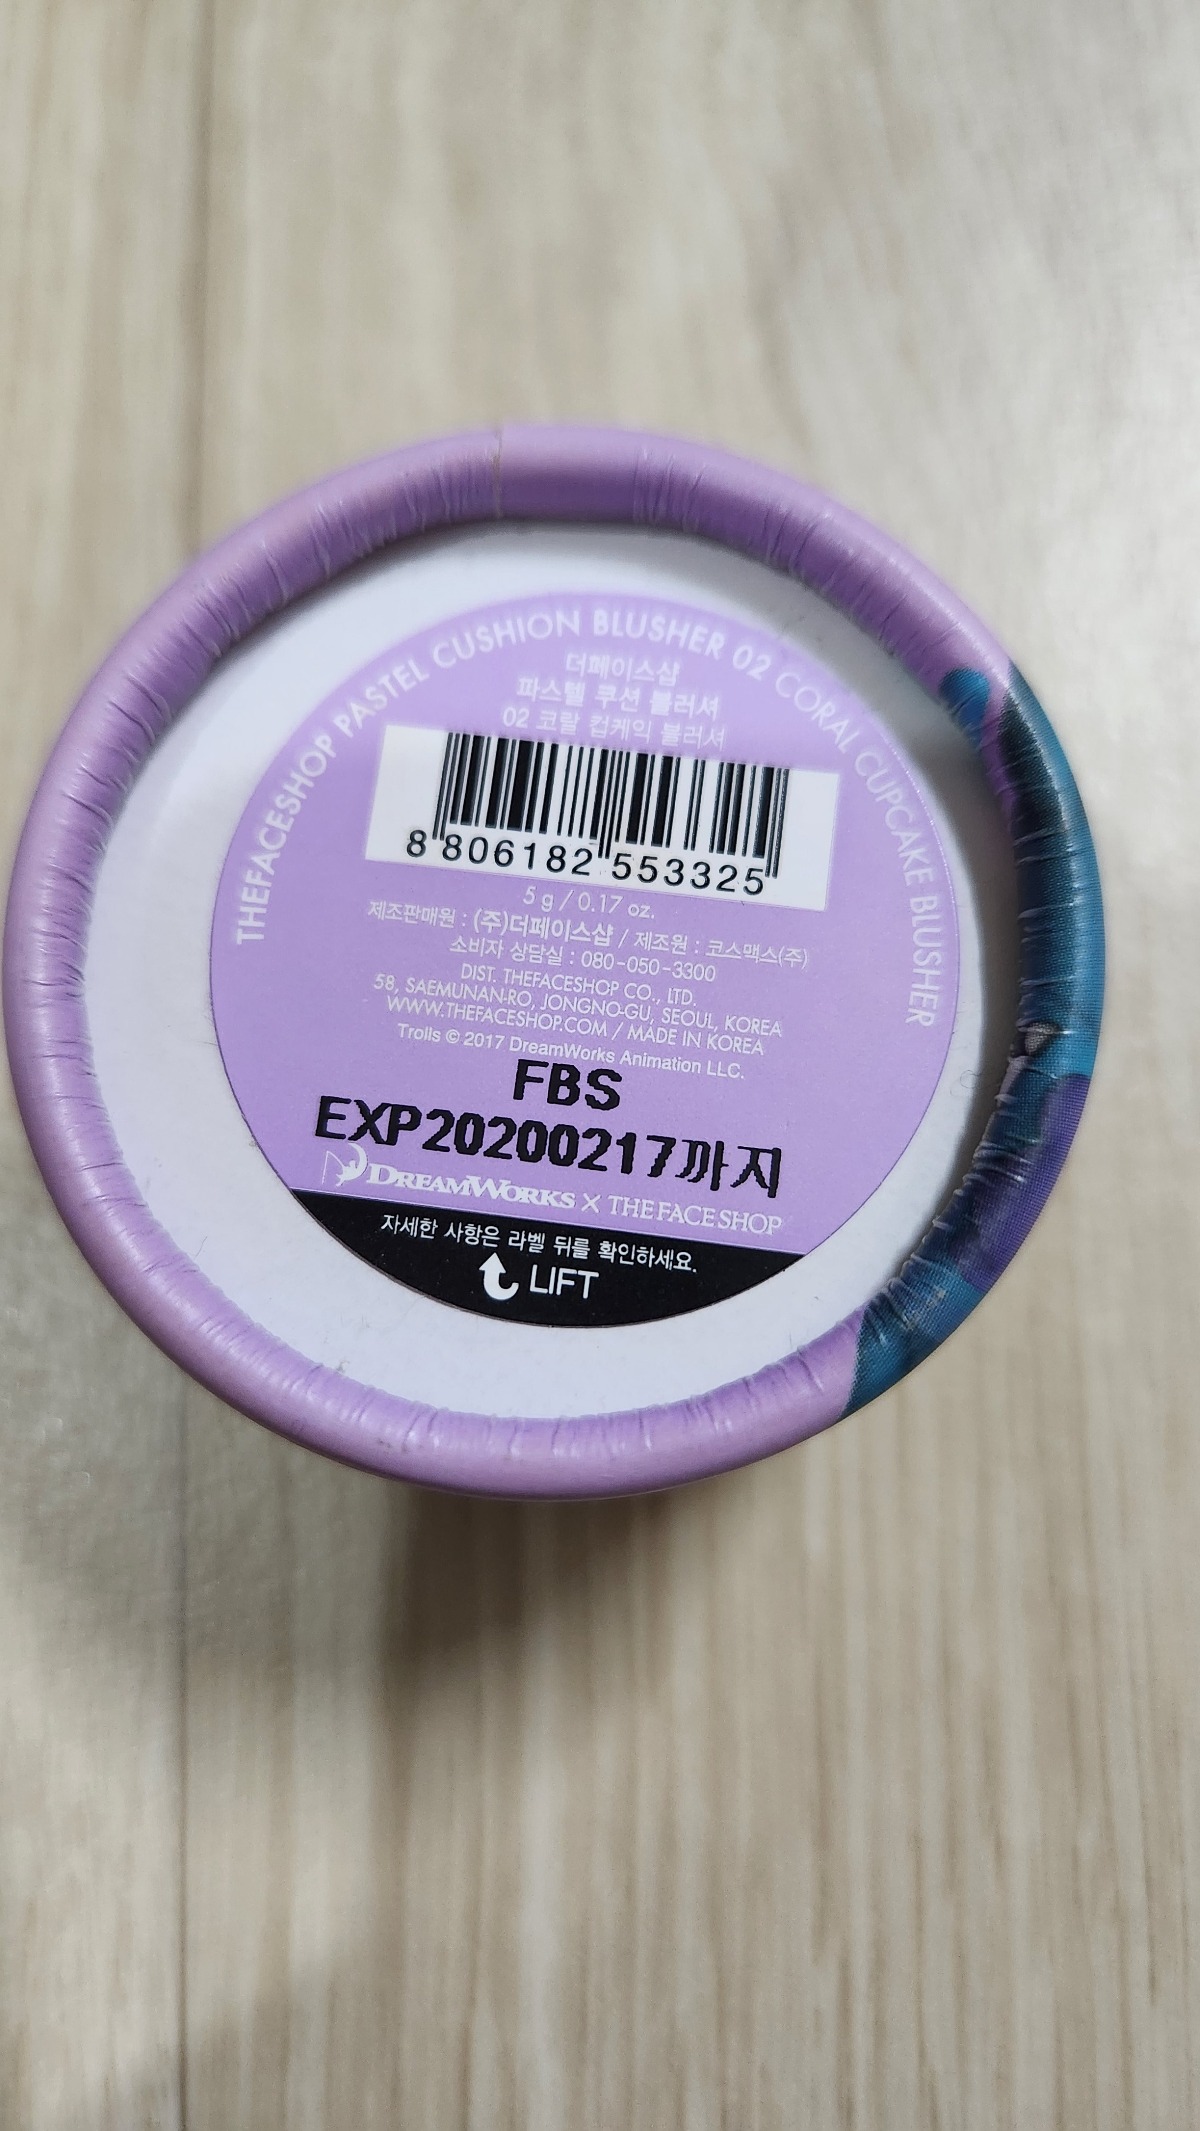 THEFACESHOP PASTEL CUSHION BLUSHER 02 CORAL CUPCAKE BLUSHER
더페이스샵
파스텔 쿠션 블러셔
02 코랄 컵케익 블러셔
8 806182 553325
5 g / 0.17 oz.
제조판매원 : (주)더페이스샵 / 제조원 : 코스맥스(주)
소비자 상담실 : 080-050-3300
DIST. THEFACESHOP CO., LTD.
58, SAEMUNAN-RO, JONGNO-GU, SEOUL, KOREA
WWW.THEFACESHOP.COM / MADE IN KOREA
Trolls © 2017 DreamWorks Animation LLC.
FBS
EXP20200217까지
DREAMWORKS X THE FACE SHOP
자세한 사항은 라벨 뒤를 확인하세요.
LIFT